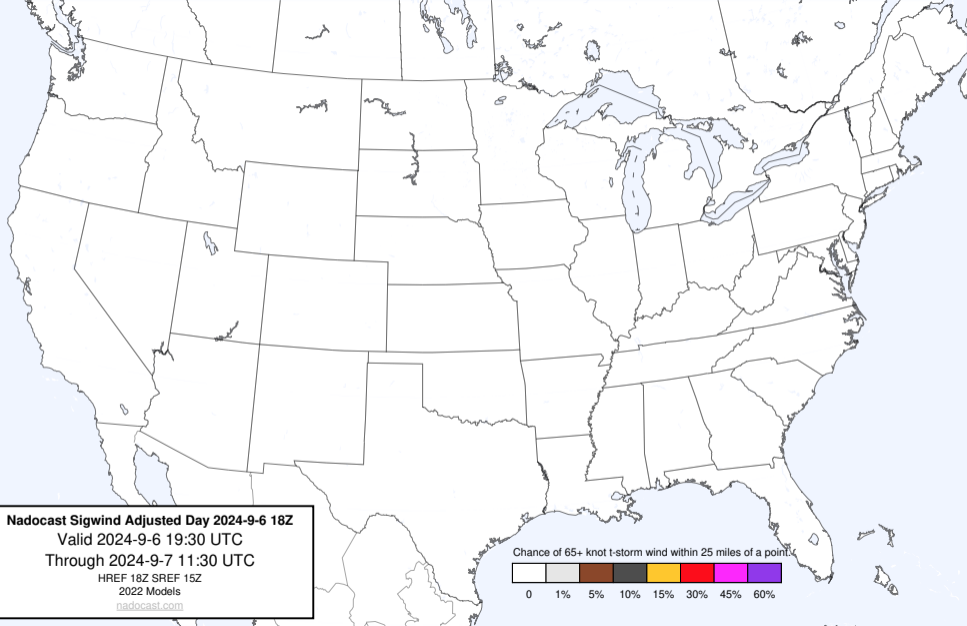 Nadocast Sigwind Adjusted Day 2024-9-6 18Z
Valid 2024-9-6 19:30 UTC
Through 2024-9-7 11:30 UTC
HREF 18Z SREF 15Z
2022 Models
nadocast.com
Chance of 65+ knot t-storm wind within 25 miles of a point.
0 1% 5% 10% 15% 30% 45% 60%